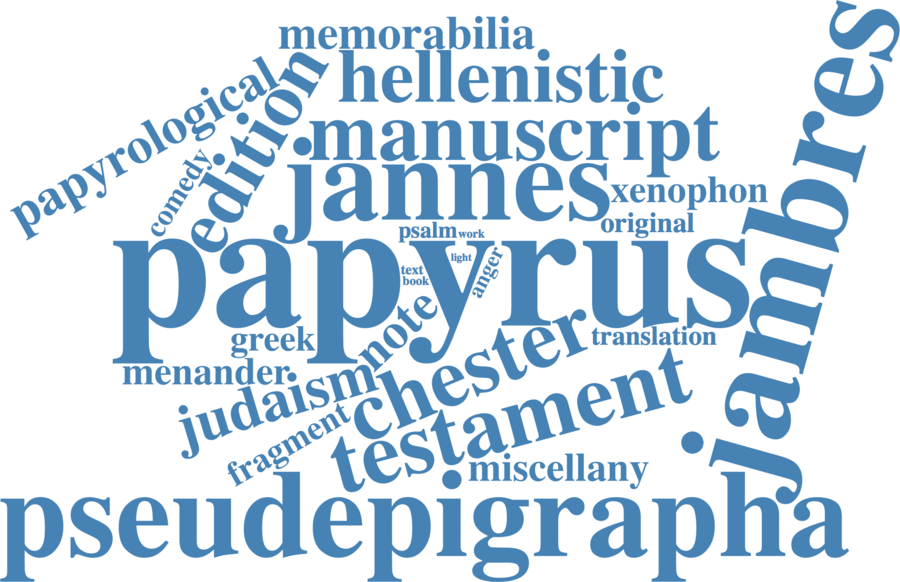 memorabilia
hellenistic
papyrological
edition
manuscript
jambres
comedy
jannes
xenophon
original
psalm
work
papyrus
light
text
book
anger
note
greek
translation
menander
chester
judaism
testament
fragment
miscellany
pseudepigrapha